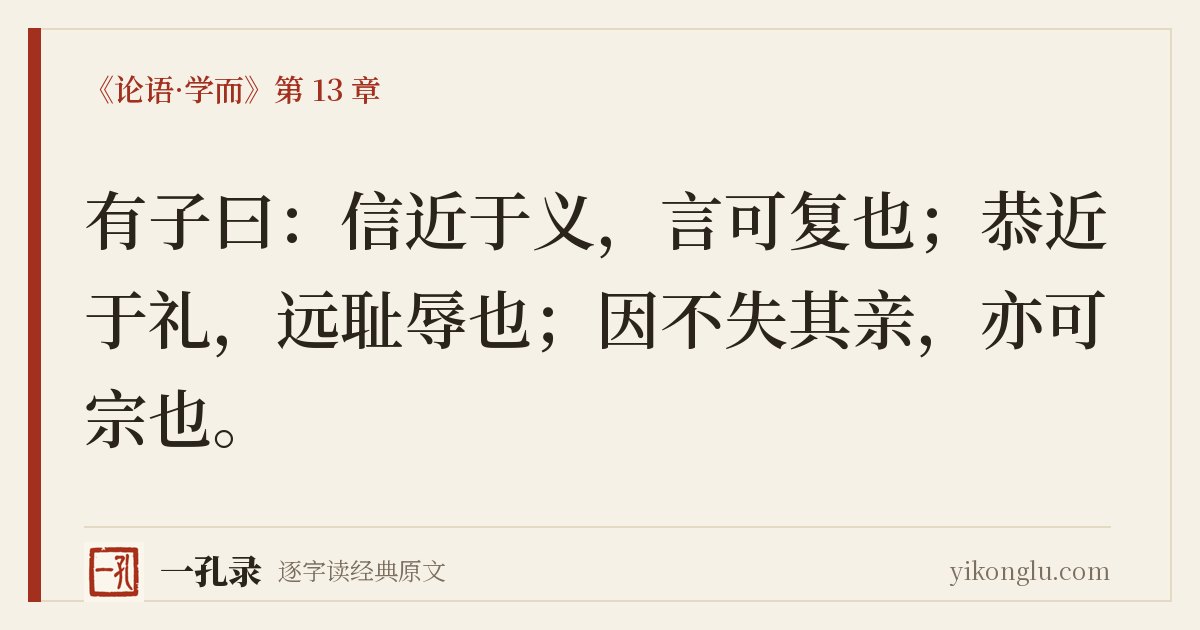 《论语·学而》第 13 章
有子曰：信近于义，言可复也；恭近
于礼，远耻辱也；因不失其亲，亦可
宗也。
一孔
一孔录 逐字读经典原文 yikonglu.com